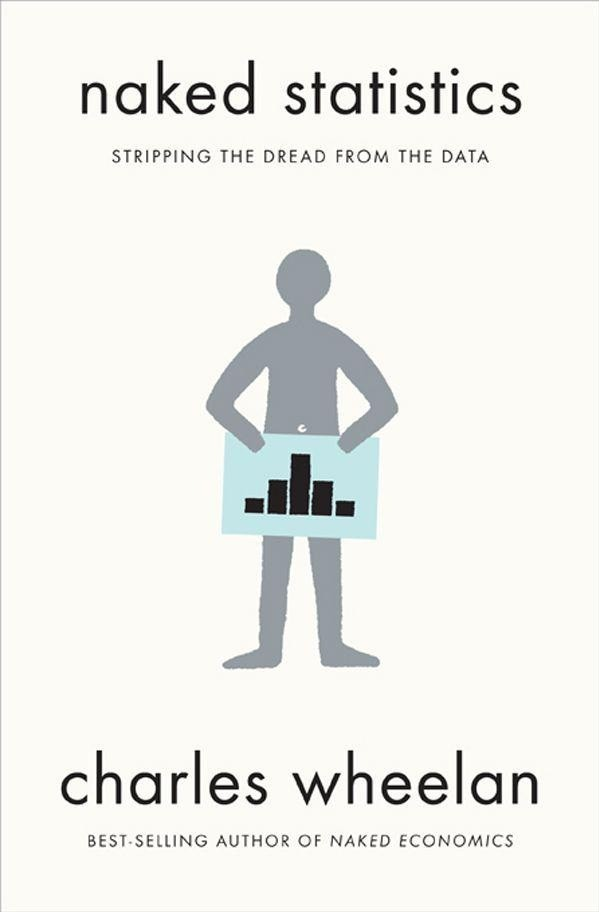 naked statistics
STRIPPING THE DREAD FROM THE DATA
charles wheelan
BEST-SELLING AUTHOR OF NAKED ECONOMICS